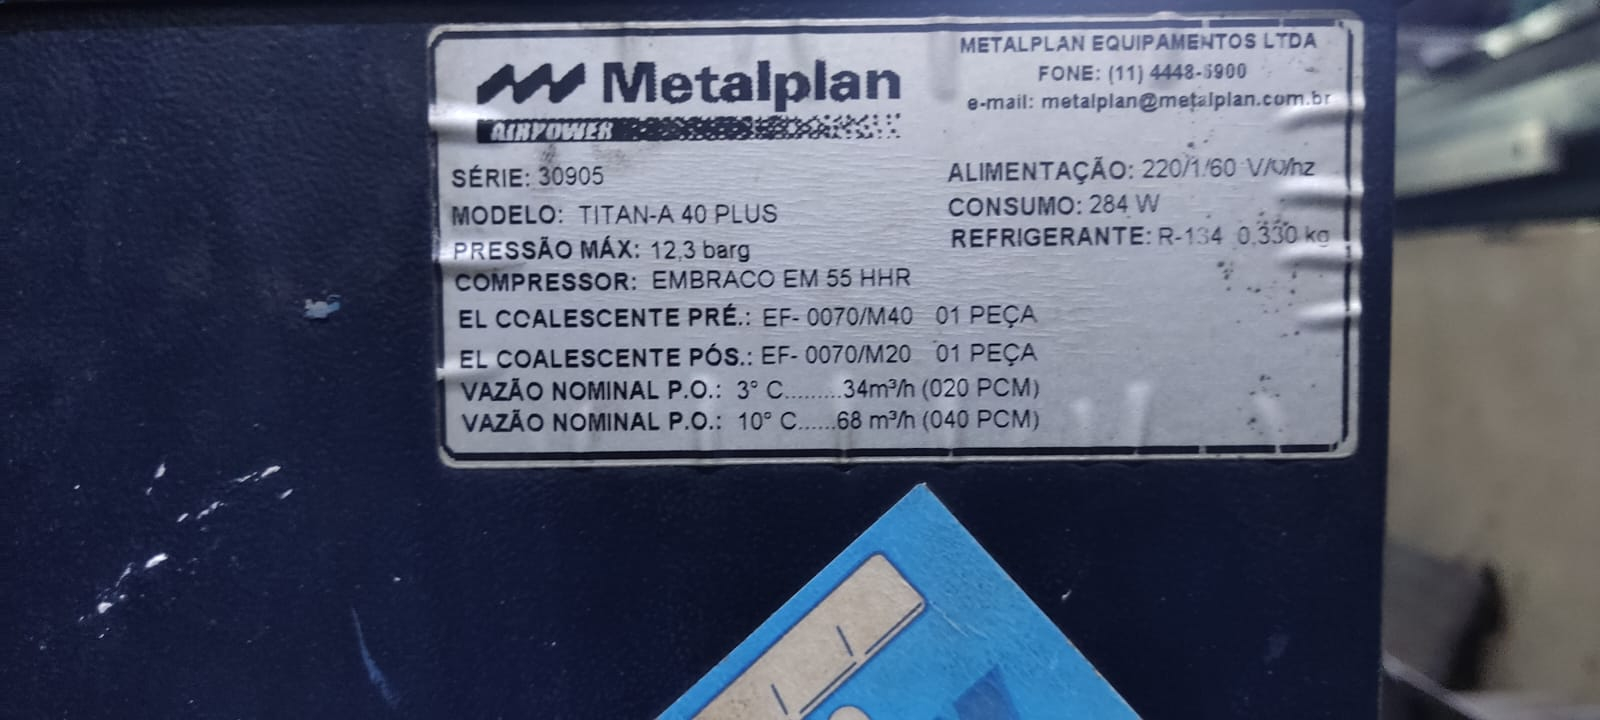 Metalplan
AIRPOWER
METALPLAN EQUIPAMENTOS LTDA
FONE: (11) 4448-6900
e-mail: metalplan@metalplan.com.br
SÉRIE: 30905
MODELO: TITAN-A 40 PLUS
PRESSÃO MÁX: 12,3 barg
COMPRESSOR: EMBRACO EM 55 HHR
EL COALESCENTE PRÉ.: EF- 0070/M40 01 PEÇA
EL COALESCENTE PÓS.: EF- 0070/M20 01 PEÇA
VAZÃO NOMINAL P.O.: 3° C.........34m³/h (020 PCM)
VAZÃO NOMINAL P.O.: 10° C......68 m³/h (040 PCM)
ALIMENTAÇÃO: 220/1/60
CONSUMO: 284 W
REFRIGERANTE: R-134 0,330 kg